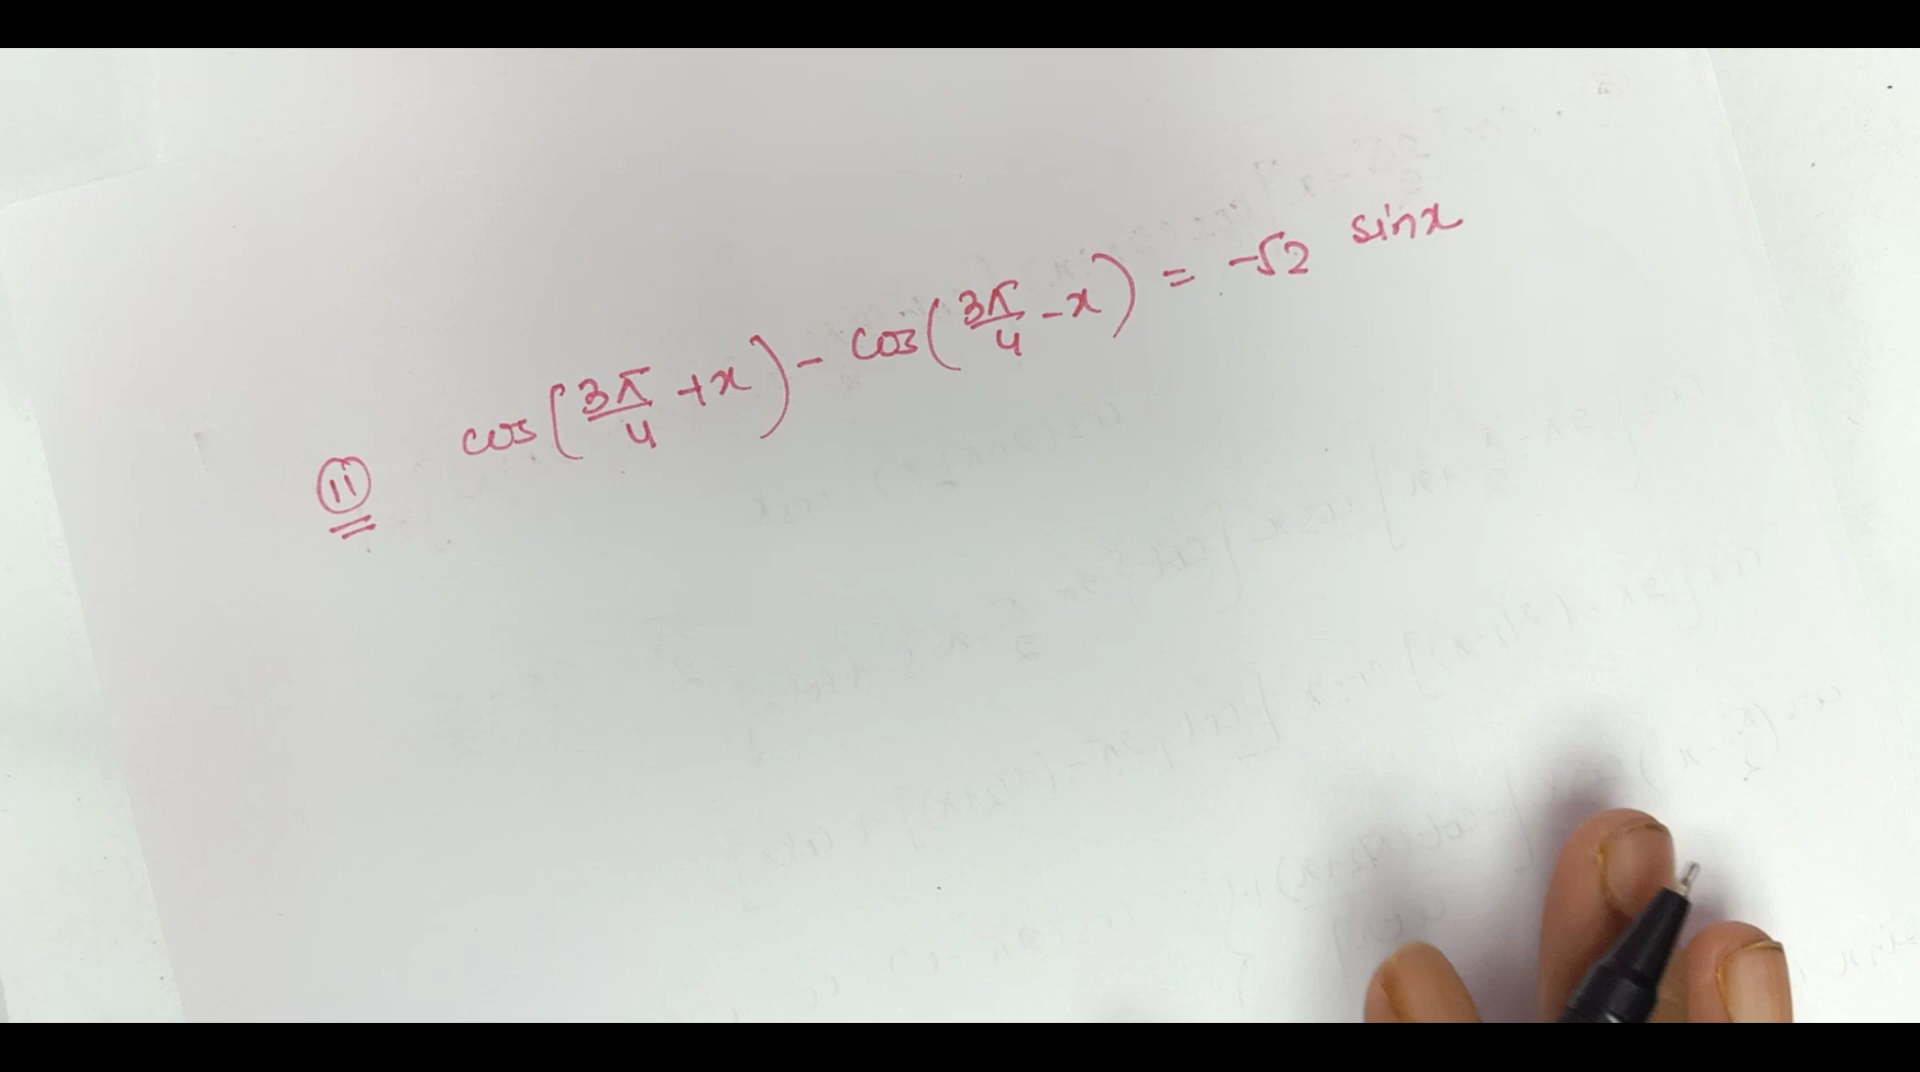 11 cos(3π/4 + x) - cos(3π/4 - x) = -√2 sinx